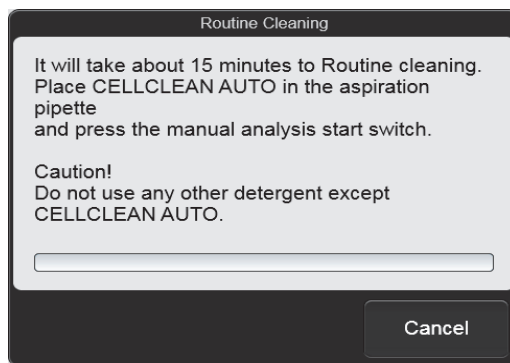 Routine Cleaning
It will take about 15 minutes to Routine cleaning.
Place CELLCLEAN AUTO in the aspiration
pipette
and press the manual analysis start switch.
Caution!
Do not use any other detergent except
CELLCLEAN AUTO.
Cancel